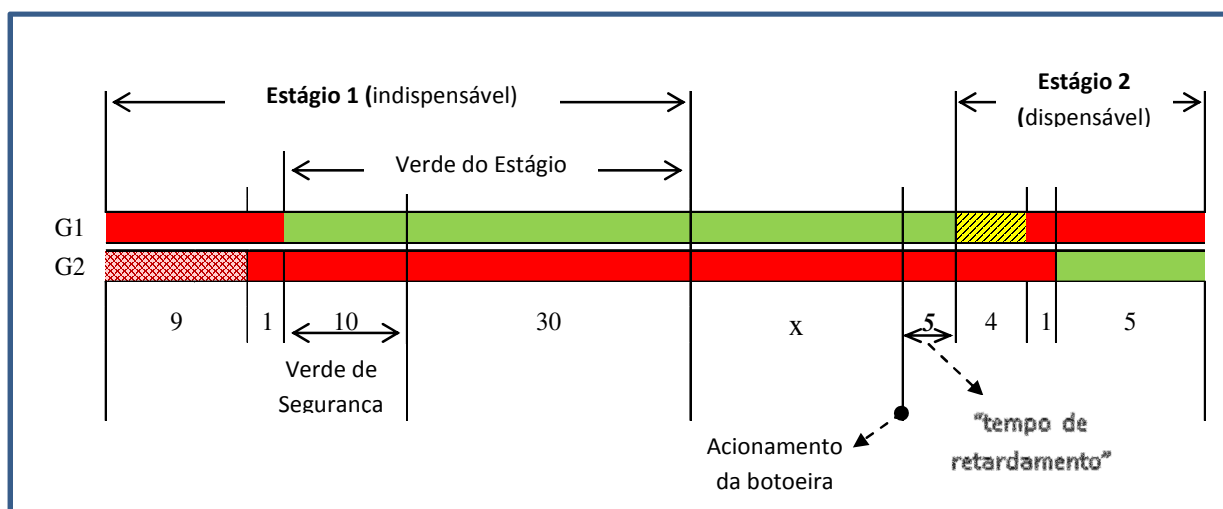 Estágio 1 (indispensável)
Estágio 2
(dispensável)
Verde do Estágio
G1
G2
9 1 10 30 x 5 4 1 5
Verde de
Segurança
Acionamento
da botoeira
“tempo de
retardamento”